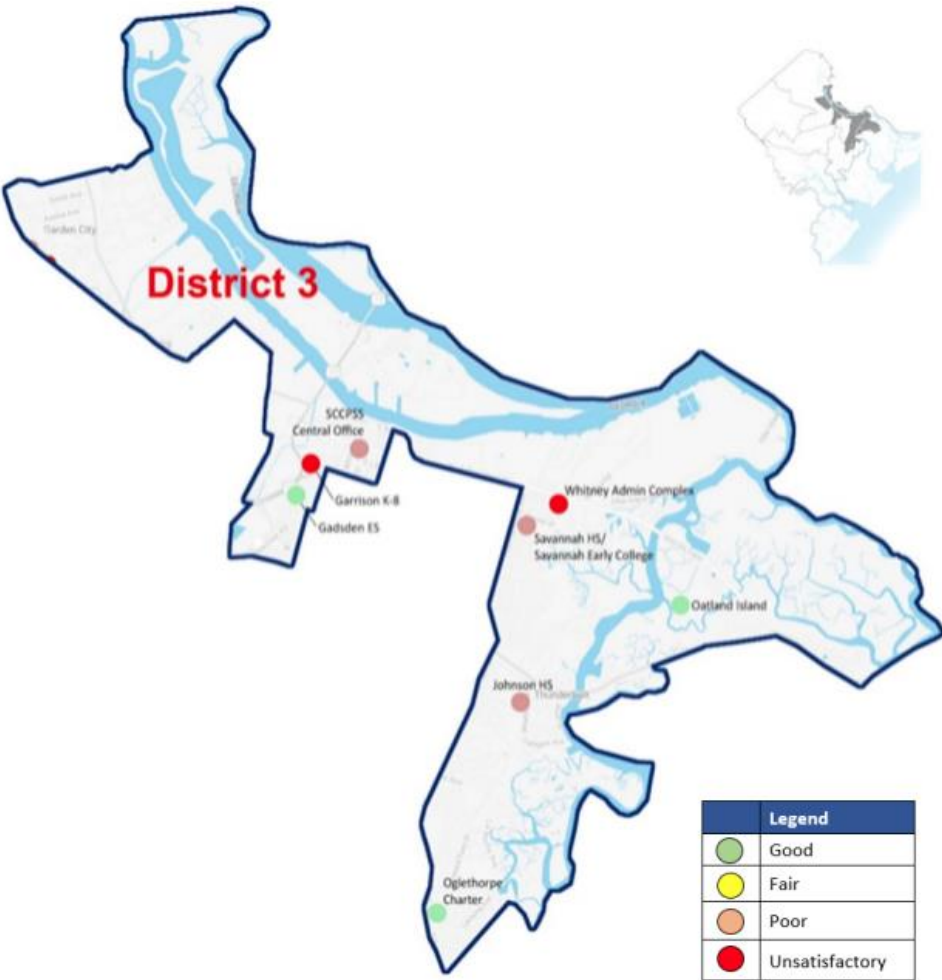 Garden City
District 3
SCCPSS
Central Office
Garrison K-8
Gadsden ES
Whitney Admin Complex
Savannah HS/
Savannah Early College
Oatland Island
Johnson HS
Thunderbolt
Oglethorpe
Charter
Legend
Good
Fair
Poor
Unsatisfactory